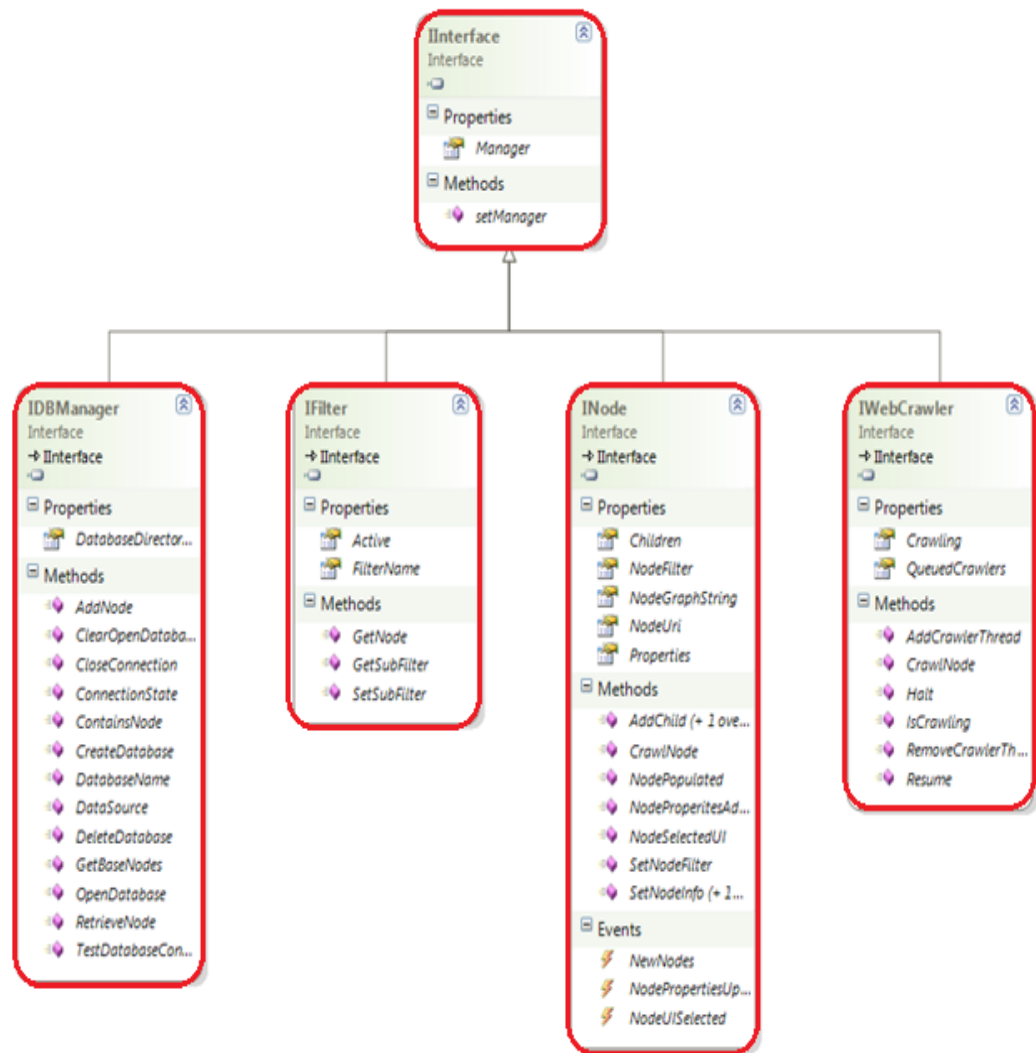 IInterface
Interface
Properties
Manager
Methods
setManager
IDBManager
Interface
→ IInterface
Properties
DatabaseDirector...
Methods
AddNode
ClearOpenDataba...
CloseConnection
ConnectionState
ContainsNode
CreateDatabase
DatabaseName
DataSource
DeleteDatabase
GetBaseNodes
OpenDatabase
RetrieveNode
TestDatabaseCon...
IFilter
Interface
→ IInterface
Properties
Active
FilterName
Methods
GetNode
GetSubFilter
SetSubFilter
INode
Interface
→ IInterface
Properties
Children
NodeFilter
NodeGraphString
NodeUri
Properties
Methods
AddChild (+ 1 ove...
CrawlNode
NodePopulated
NodeProperitesAd...
NodeSelectedUI
SetNodeFilter
SetNodeInfo (+ 1...
Events
NewNodes
NodePropertiesUp...
NodeUISelected
IWebCrawler
Interface
→ IInterface
Properties
Crawling
QueuedCrawlers
Methods
AddCrawlerThread
CrawlNode
Halt
IsCrawling
RemoveCrawlerTh...
Resume